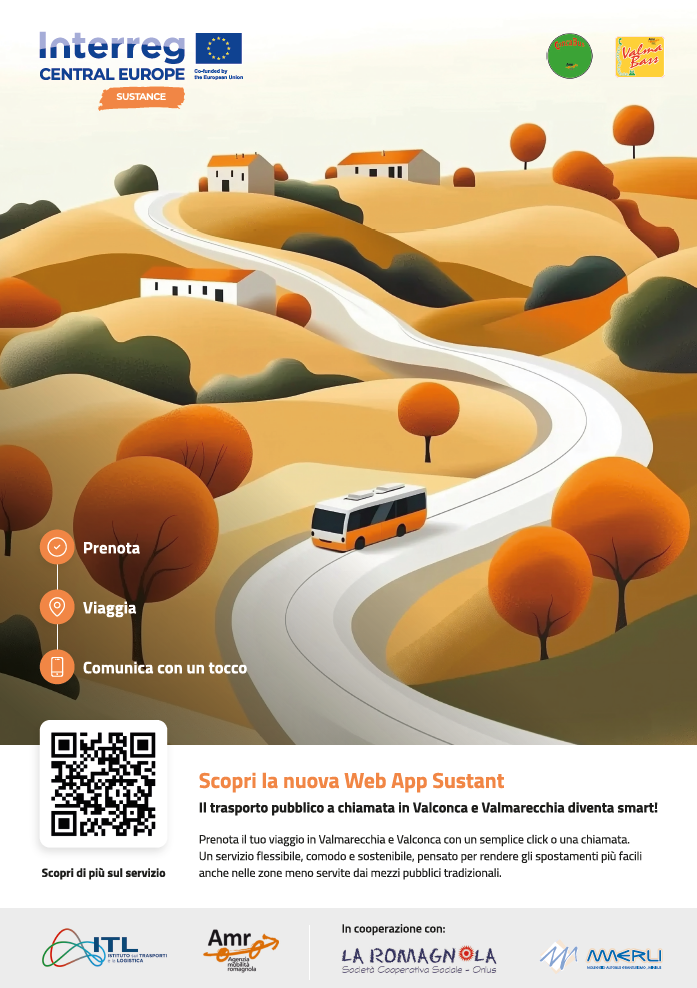 Interreg
CENTRAL EUROPE
Co-funded by
the European Union
SUSTANCE
Valma
Bass
Prenota
Viaggia
Comunica con un tocco
Scopri la nuova Web App Sustant
Il trasporto pubblico a chiamata in Valconca e Valmarecchia diventa smart!
Prenota il tuo viaggio in Valmarecchia e Valconca con un semplice click o una chiamata.
Un servizio flessibile, comodo e sostenibile, pensato per rendere gli spostamenti più facili
anche nelle zone meno servite dai mezzi pubblici tradizionali.
Scopri di più sul servizio
ITL
ISTITUTO sui TRASPORTI
e la LOGISTICA
Amr
Agenzia
mobilità
romagnola
In cooperazione con:
LA ROMAGNOLA
Società Cooperativa Sociale - Onlus
MERLI